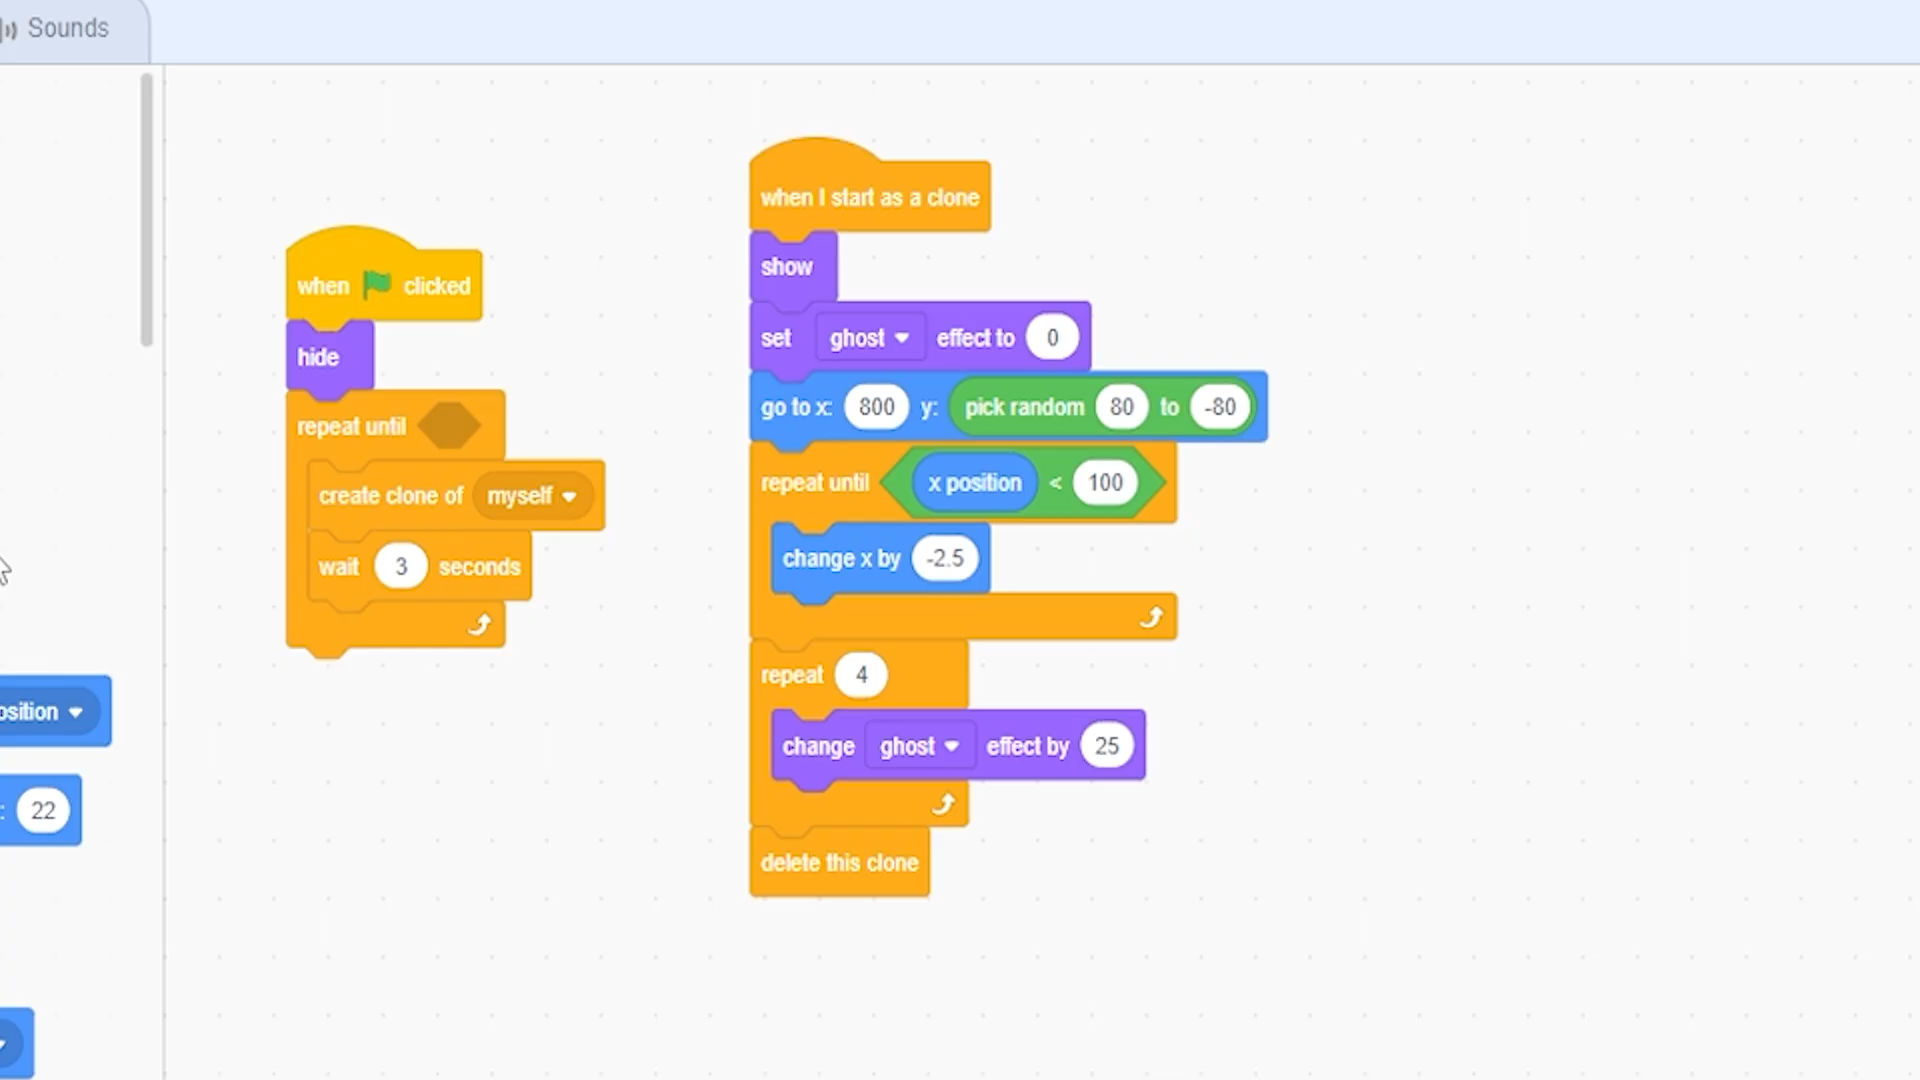 Sounds
when clicked
hide
repeat until
create clone of myself
wait 3 seconds
when I start as a clone
show
set ghost effect to 0
go to x: 800 y: pick random 80 to -80
repeat until x position < 100
change x by -2.5
repeat 4
change ghost effect by 25
delete this clone
osition
: 22